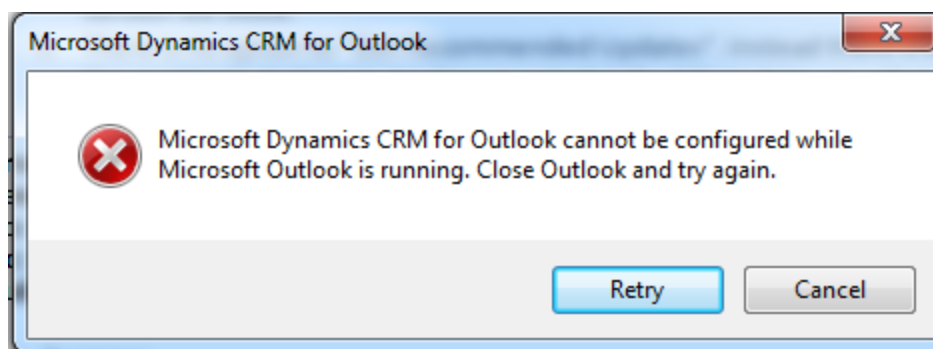 Microsoft Dynamics CRM for Outlook
Microsoft Dynamics CRM for Outlook cannot be configured while
Microsoft Outlook is running. Close Outlook and try again.
Retry
Cancel